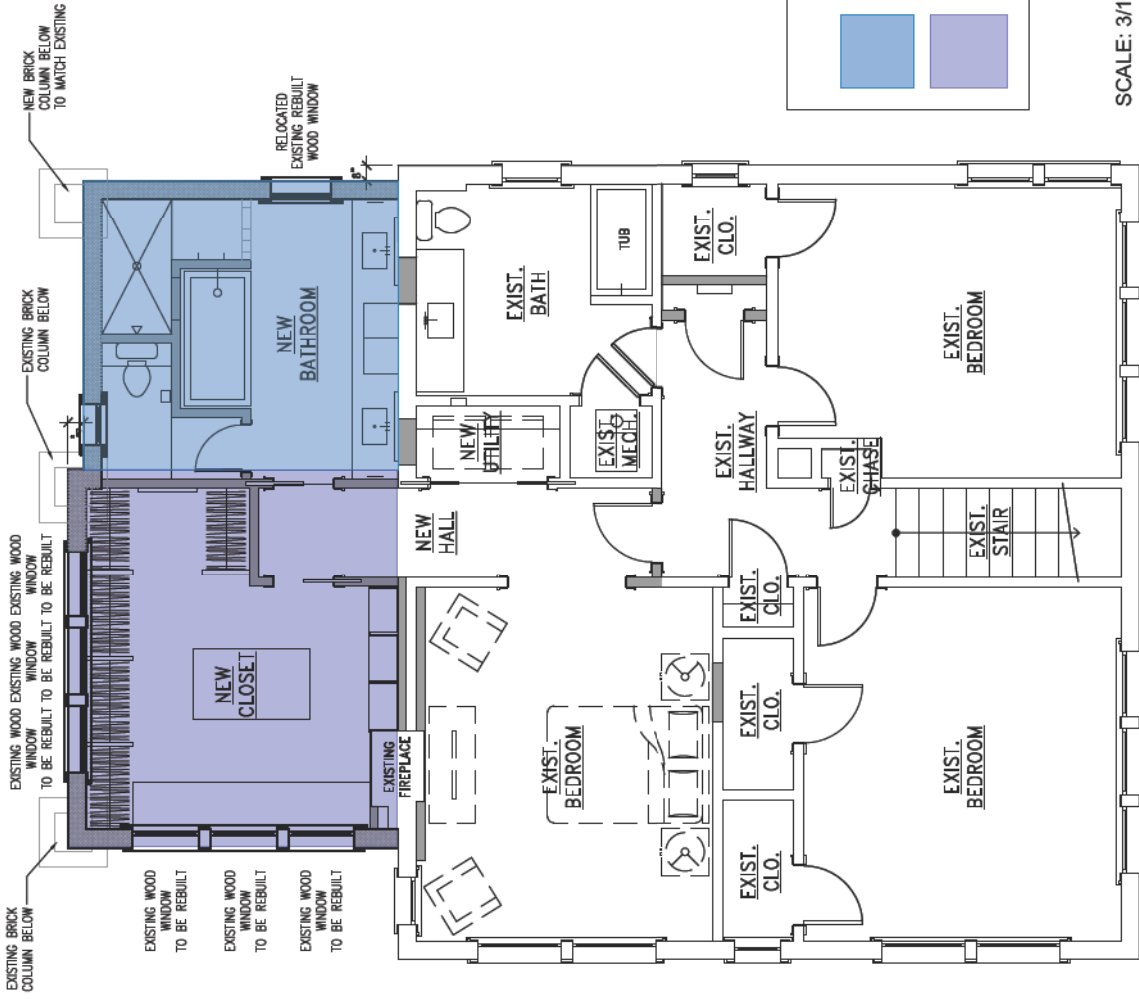 EXISTING BRICK
COLUMN BELOW
EXISTING WOOD EXISTING WOOD EXISTING WOOD
WINDOW WINDOW WINDOW
TO BE REBUILT TO BE REBUILT TO BE REBUILT
EXISTING BRICK
COLUMN BELOW
NEW BRICK
COLUMN BELOW
TO MATCH EXISTING
EXISTING WOOD
WINDOW
TO BE REBUILT
EXISTING WOOD
WINDOW
TO BE REBUILT
EXISTING WOOD
WINDOW
TO BE REBUILT
RELOCATED
EXISTING REBUILT
WOOD WINDOW
8"
NEW
CLOSET
NEW
BATHROOM
EXISTING
FIREPLACE
NEW
HALL
NEW
UTILITY
EXIST.
BATH
TUB
EXIST.
MECH.
EXIST.
CLO.
EXIST.
BEDROOM
EXIST.
CLO.
EXIST.
CLO.
EXIST.
CLO.
EXIST.
HALLWAY
EXIST.
CHASE
EXIST.
STAIR
EXIST.
BEDROOM
EXIST.
BEDROOM
SCALE: 3/1